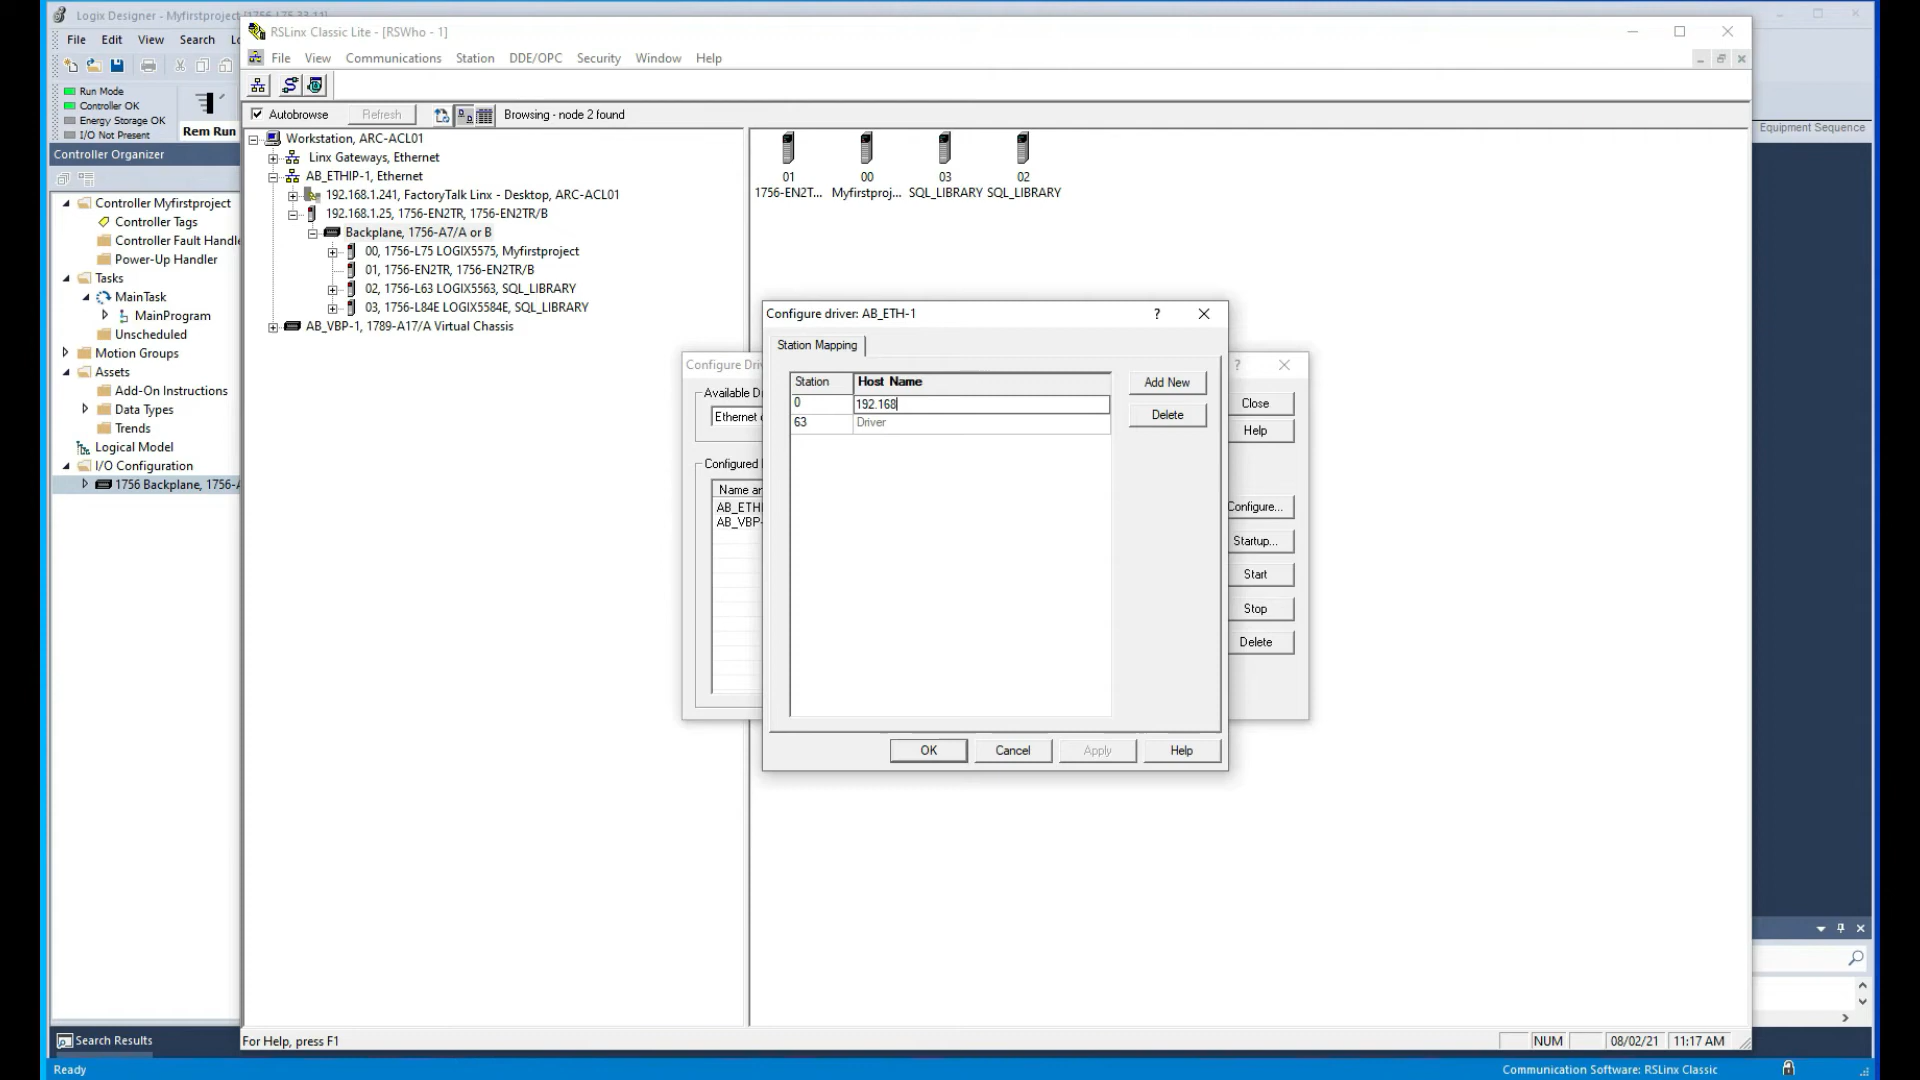 Logix Designer - Myfirstproject [1756-L75 33.11]
File Edit View Search Lo
Run Mode
Controller OK
Energy Storage OK
I/O Not Present
Rem Run
Controller Organizer
Controller Myfirstproject
Controller Tags
Controller Fault Handle
Power-Up Handler
Tasks
MainTask
MainProgram
Unscheduled
Motion Groups
Assets
Add-On Instructions
Data Types
Trends
Logical Model
I/O Configuration
1756 Backplane, 1756-A
Search Results
Ready
RSLinx Classic Lite - [RSWho - 1]
File View Communications Station DDE/OPC Security Window Help
Autobrowse Refresh Browsing - node 2 found
Workstation, ARC-ACL01
Linx Gateways, Ethernet
AB_ETHIP-1, Ethernet
192.168.1.241, FactoryTalk Linx - Desktop, ARC-ACL01
192.168.1.25, 1756-EN2TR, 1756-EN2TR/B
Backplane, 1756-A7/A or B
00, 1756-L75 LOGIX5575, Myfirstproject
01, 1756-EN2TR, 1756-EN2TR/B
02, 1756-L63 LOGIX5563, SQL_LIBRARY
03, 1756-L84E LOGIX5584E, SQL_LIBRARY
AB_VBP-1, 1789-A17/A Virtual Chassis
01 00 03 02
1756-EN2T... Myfirstproj... SQL_LIBRARY SQL_LIBRARY
Configure Dri
?
Available D
Ethernet
Configured
Name ar
AB_ETHI
AB_VBP-
Close
Help
Configure...
Startup...
Start
Stop
Delete
Configure driver: AB_ETH-1
?
Station Mapping
Station Host Name
0 192.168
63 Driver
Add New
Delete
OK Cancel Apply Help
Equipment Sequence
For Help, press F1
NUM 08/02/21 11:17 AM
Communication Software: RSLinx Classic